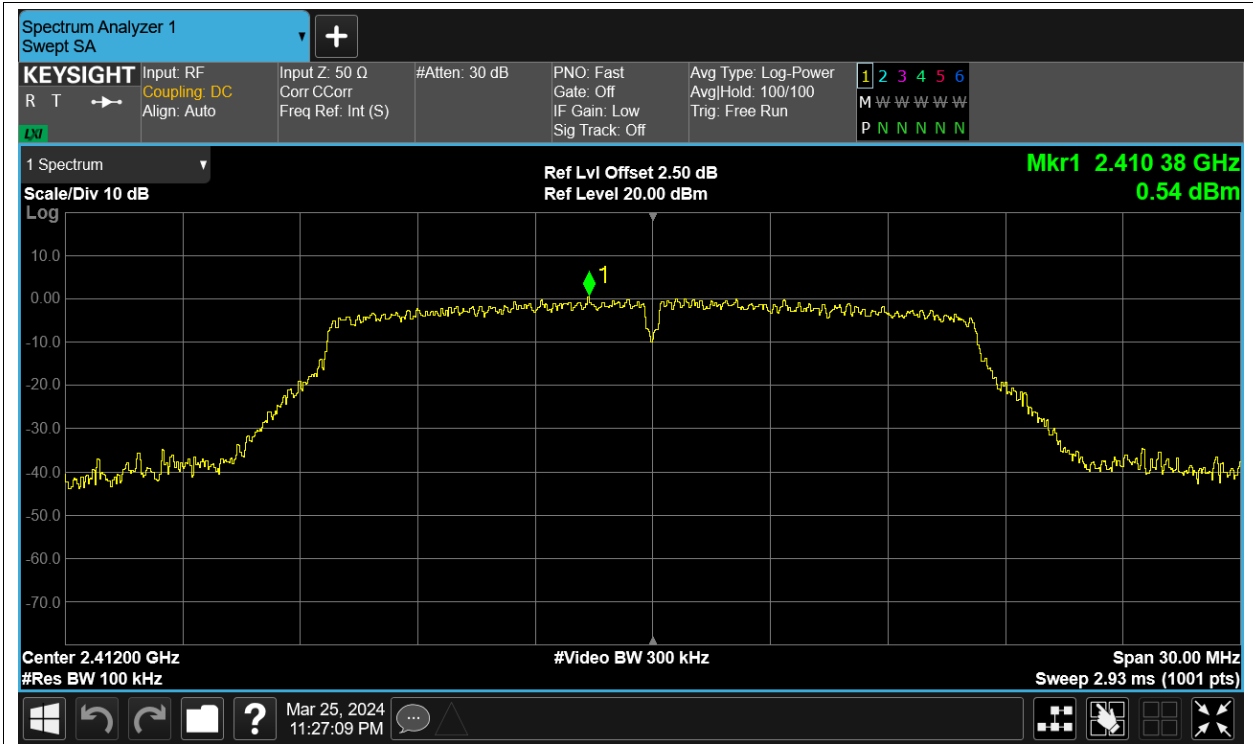 Spectrum Analyzer 1
Swept SA
+
KEYSIGHT
R T
LXI
Input: RF
Coupling: DC
Align: Auto
Input Z: 50 Ω
Corr CCorr
Freq Ref: Int (S)
#Atten: 30 dB
PNO: Fast
Gate: Off
IF Gain: Low
Sig Track: Off
Avg Type: Log-Power
Avg|Hold: 100/100
Trig: Free Run
1 2 3 4 5 6
M W W W W W
P N N N N N
1 Spectrum
Scale/Div 10 dB
Log
Ref Lvl Offset 2.50 dB
Ref Level 20.00 dBm
Mkr1 2.410 38 GHz
0.54 dBm
10.0
0.00
-10.0
-20.0
-30.0
-40.0
-50.0
-60.0
-70.0
1
Center 2.41200 GHz
#Res BW 100 kHz
#Video BW 300 kHz
Span 30.00 MHz
Sweep 2.93 ms (1001 pts)
?
Mar 25, 2024
11:27:09 PM